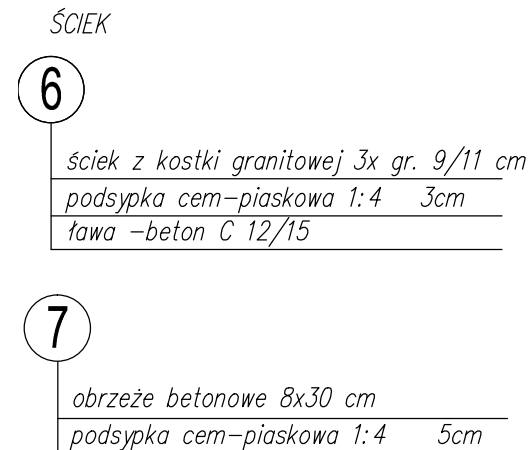 ŚCIEK
6
ściek z kostki granitowej 3x gr. 9/11 cm
podsypka cem-piaskowa 1:4 3cm
ława -beton C 12/15
7
obrzeże betonowe 8x30 cm
podsypka cem-piaskowa 1:4 5cm